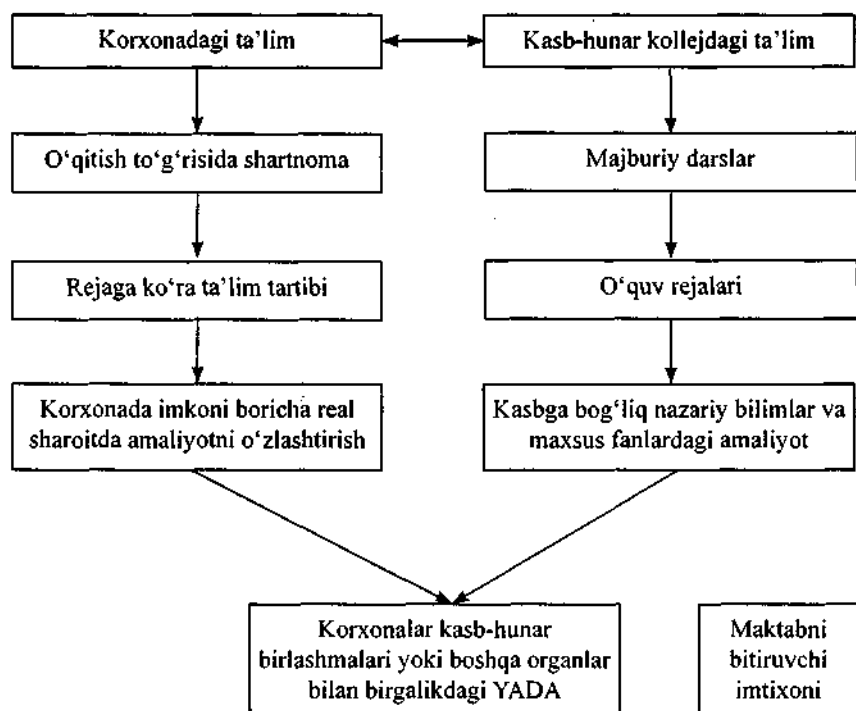 Korxonadagi ta’lim
Kasb-hunar kollejdagi ta’lim
O‘qitish to‘g‘risida shartnoma
Majburiy darslar
Rejaga ko‘ra ta’lim tartibi
O‘quv rejalari
Korxonada imkoni boricha real
sharoitda amaliyotni o‘zlashtirish
Kasbga bog‘liq nazariy bilimlar va
maxsus fanlardagi amaliyot
Korxonalar kasb-hunar
birlashmalari yoki boshqa organlar
bilan birgalikdagi YADA
Maktabni
bitiruvchi
imtixoni